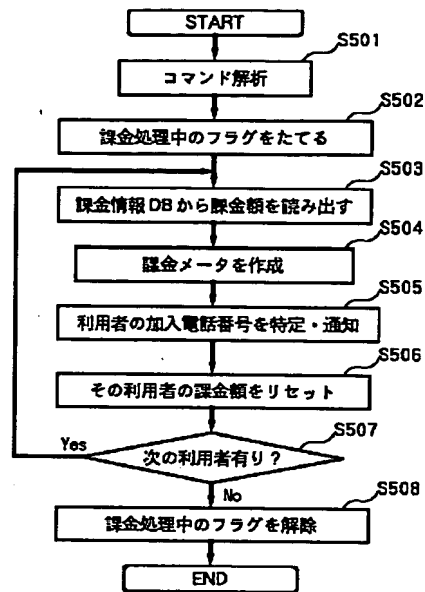 START
S501
コマンド解析
S502
課金処理中のフラグをたてる
S503
課金情報DBから課金額を読み出す
S504
課金メータを作成
S505
利用者の加入電話番号を特定・通知
S506
その利用者の課金額をリセット
S507
Yes
次の利用者有り?
No
S508
課金処理中のフラグを解除
END